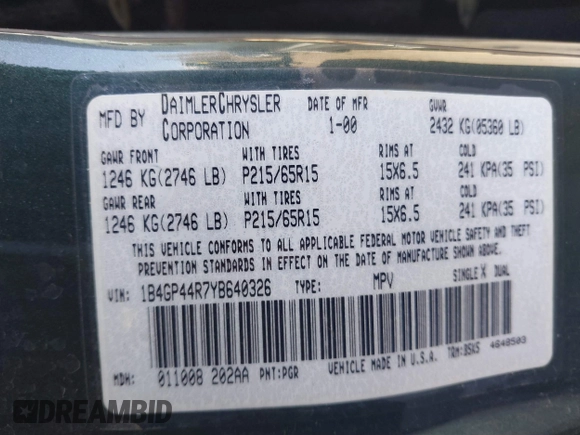 MFD BY DAIMLERCHRYSLER CORPORATION DATE OF MFR 1-00 GVWR 2432 KG(05360 LB)
GAWR FRONT WITH TIRES RIMS AT COLD
1246 KG(2746 LB) P215/65R15 15X6.5 241 KPA(35 PSI)
GAWR REAR WITH TIRES RIMS AT COLD
1246 KG(2746 LB) P215/65R15 15X6.5 241 KPA(35 PSI)
THIS VEHICLE CONFORMS TO ALL APPLICABLE FEDERAL MOTOR VEHICLE SAFETY AND THEFT
PREVENTION STANDARDS IN EFFECT ON THE DATE OF MANUFACTURE SHOWN ABOVE.
VIN: 1B4GP44R7YB640326 TYPE: MPV SINGLE X DUAL
MDH: 011008 202AA PNT:PGR VEHICLE MADE IN U.S.A. TRM:DSK5 4648503
DREAMBID